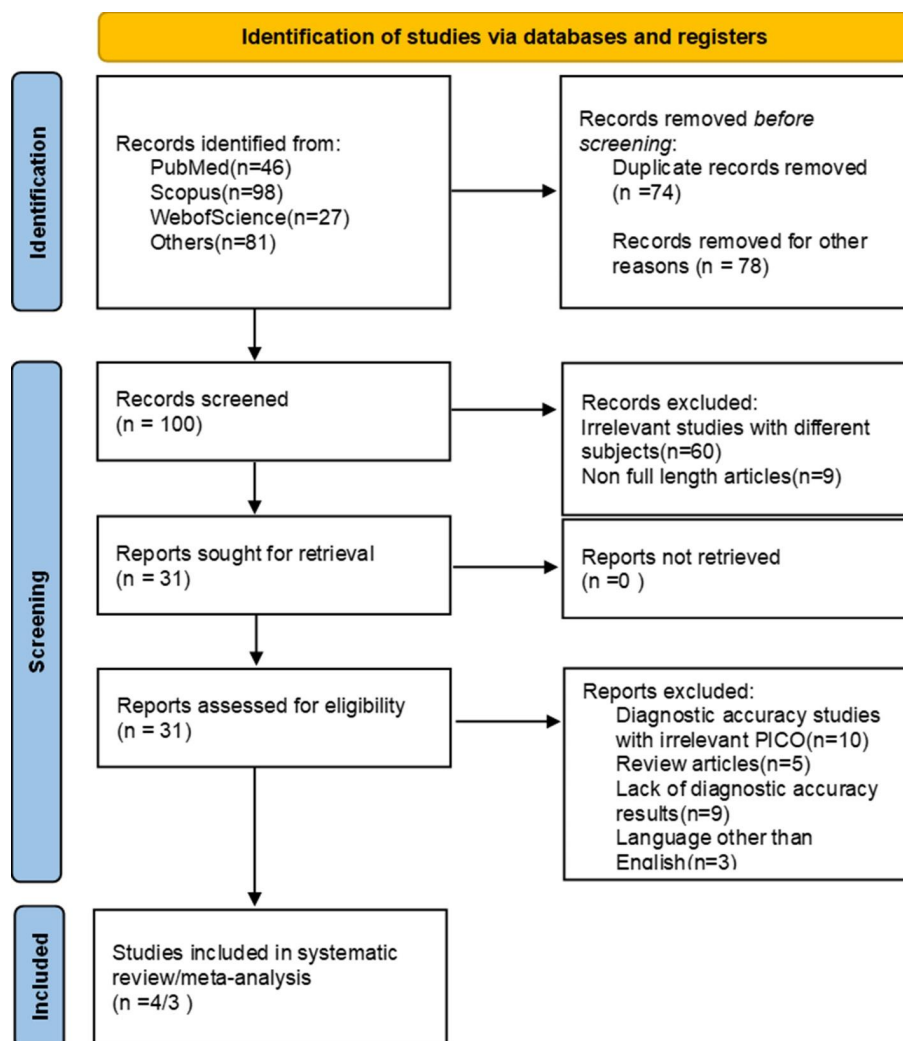 Identification of studies via databases and registers
Identification
Records identified from:
PubMed(n=46)
Scopus(n=98)
WebofScience(n=27)
Others(n=81)
Records removed before
screening:
Duplicate records removed
(n =74)
Records removed for other
reasons (n = 78)
Screening
Records screened
(n = 100)
Records excluded:
Irrelevant studies with different
subjects(n=60)
Non full length articles(n=9)
Reports sought for retrieval
(n = 31)
Reports not retrieved
(n =0 )
Reports assessed for eligibility
(n = 31)
Reports excluded:
Diagnostic accuracy studies
with irrelevant PICO(n=10)
Review articles(n=5)
Lack of diagnostic accuracy
results(n=9)
Language other than
English(n=3)
Included
Studies included in systematic
review/meta-analysis
(n =4/3 )